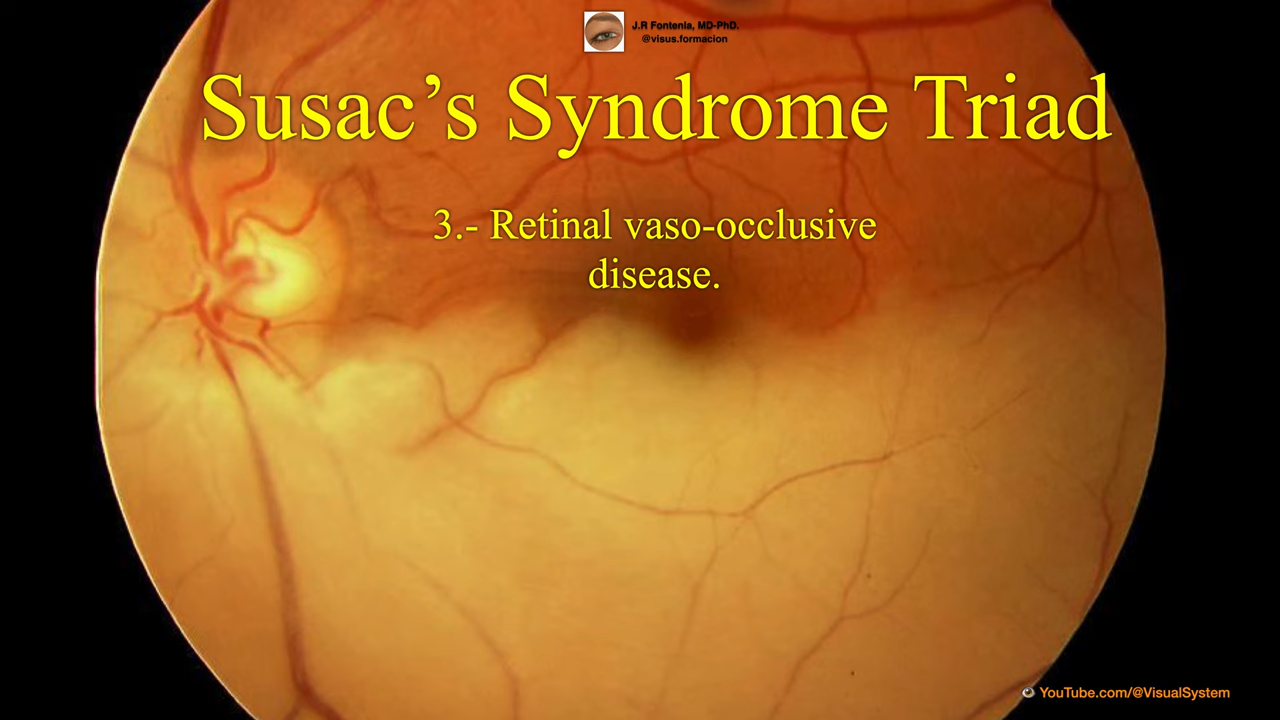 J.R Fontenla, MD-PhD.
@visus.formacion
Susac’s Syndrome Triad
3.- Retinal vaso-occlusive
disease.
YouTube.com/@VisualSystem